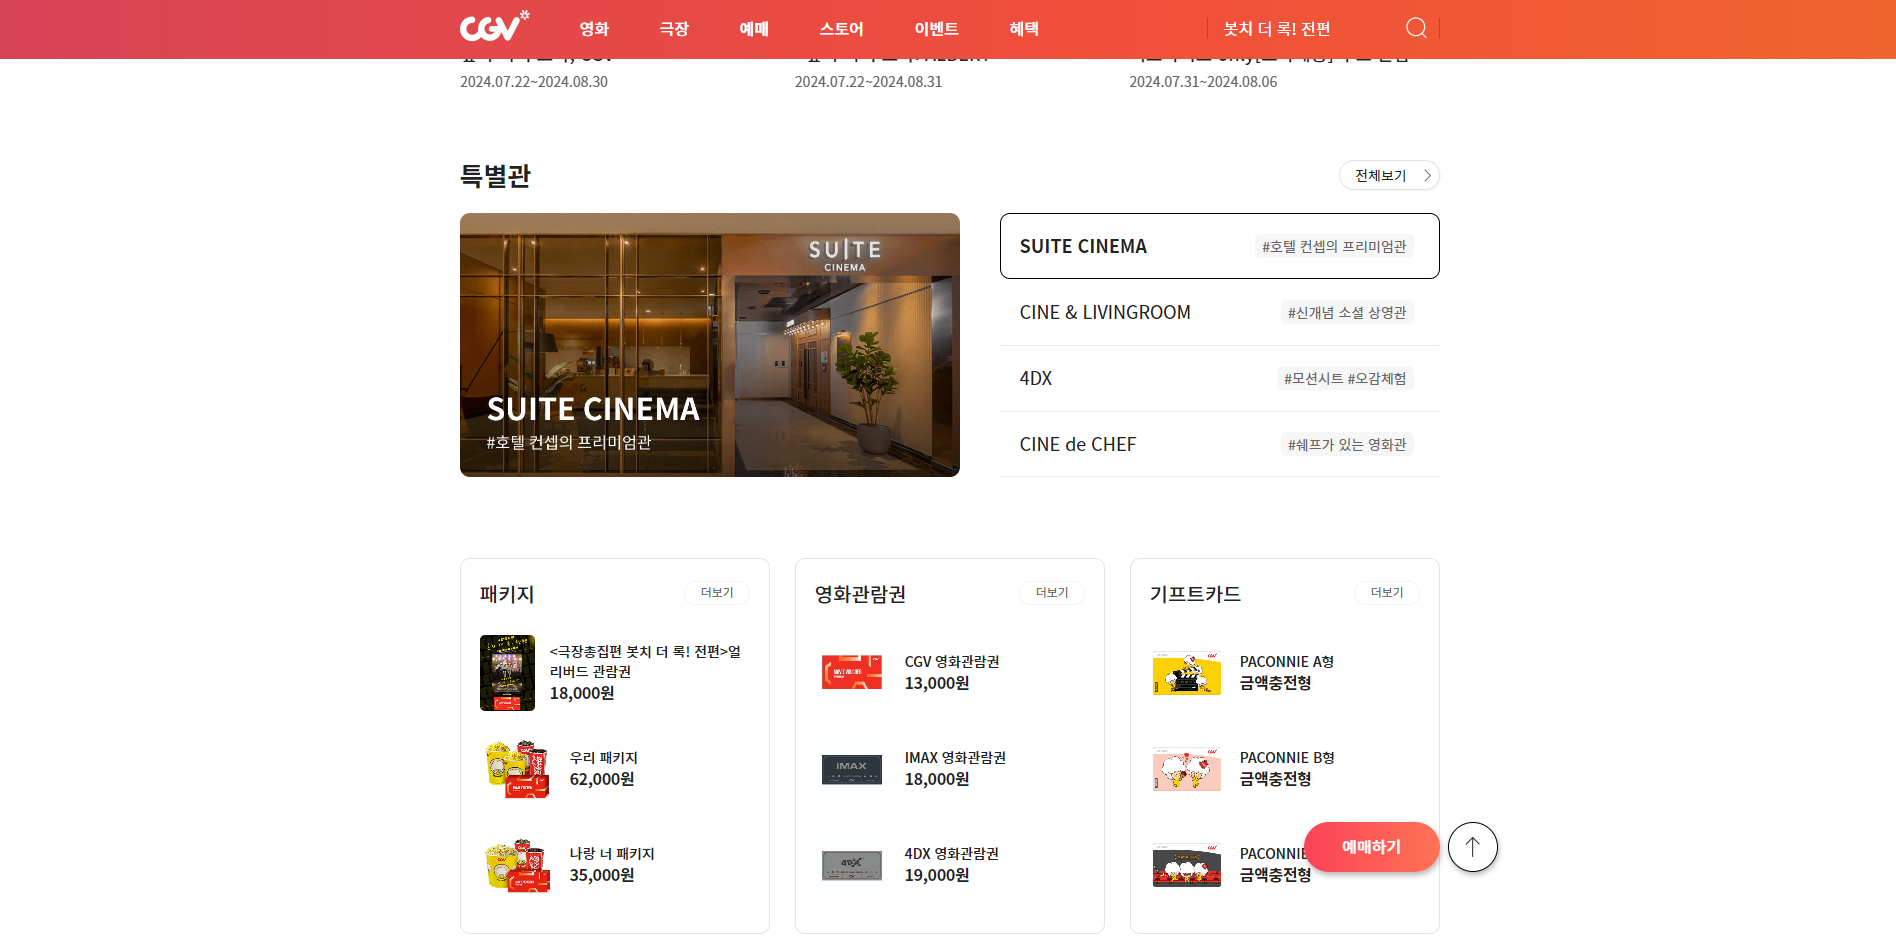 CGV
영화 극장 예매 스토어 이벤트 혜택 봇치 더 록! 전편
2024.07.22~2024.08.30 2024.07.22~2024.08.31 2024.07.31~2024.08.06
특별관 전체보기
SUITE
CINEMA
SUITE CINEMA
#호텔 컨셉의 프리미엄관
SUITE CINEMA #호텔 컨셉의 프리미엄관
CINE & LIVINGROOM #신개념 소셜 상영관
4DX #모션시트 #오감체험
CINE de CHEF #쉐프가 있는 영화관
패키지 더보기
<극장총집편 봇치 더 록! 전편>얼
리버드 관람권
18,000원
우리 패키지
62,000원
나랑 너 패키지
35,000원
영화관람권 더보기
CGV 영화관람권
13,000원
IMAX
IMAX 영화관람권
18,000원
4DX
4DX 영화관람권
19,000원
기프트카드 더보기
PACONNIE A형
금액충전형
PACONNIE B형
금액충전형
PACONNIE
금액충전형
예매하기